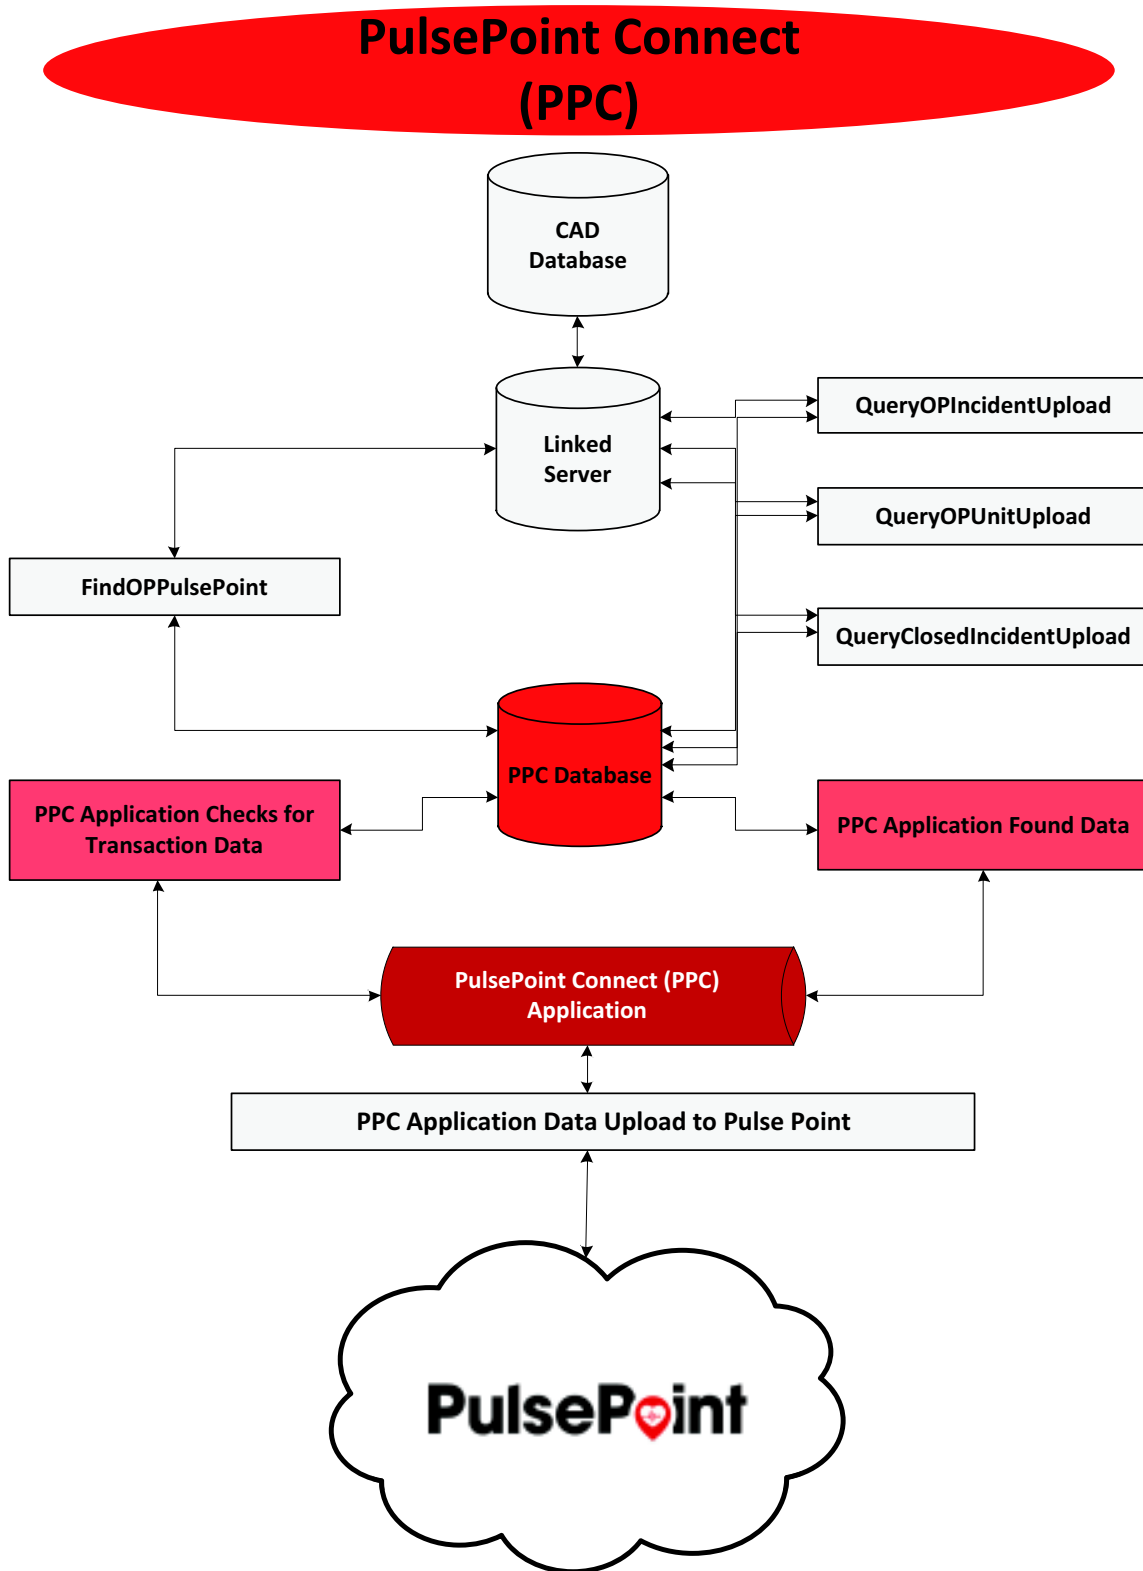 PulsePoint Connect
(PPC)
CAD
Database
Linked
Server
QueryOPIncidentUpload
QueryOPUnitUpload
FindOPPulsePoint
QueryClosedIncidentUpload
PPC Database
PPC Application Checks for
Transaction Data
PPC Application Found Data
PulsePoint Connect (PPC)
Application
PPC Application Data Upload to Pulse Point
PulsePoint